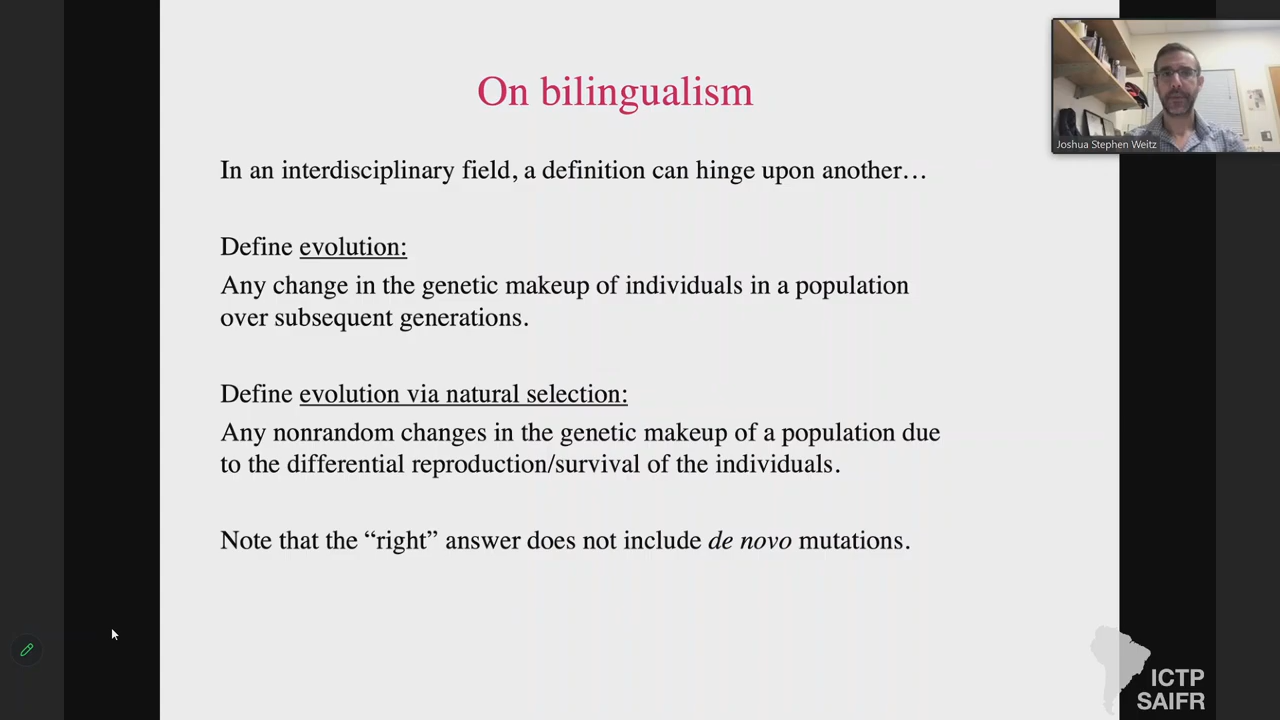 On bilingualism
Joshua Stephen Weitz
In an interdisciplinary field, a definition can hinge upon another…
Define evolution:
Any change in the genetic makeup of individuals in a population
over subsequent generations.
Define evolution via natural selection:
Any nonrandom changes in the genetic makeup of a population due
to the differential reproduction/survival of the individuals.
Note that the “right” answer does not include de novo mutations.
ICTP
SAIFR